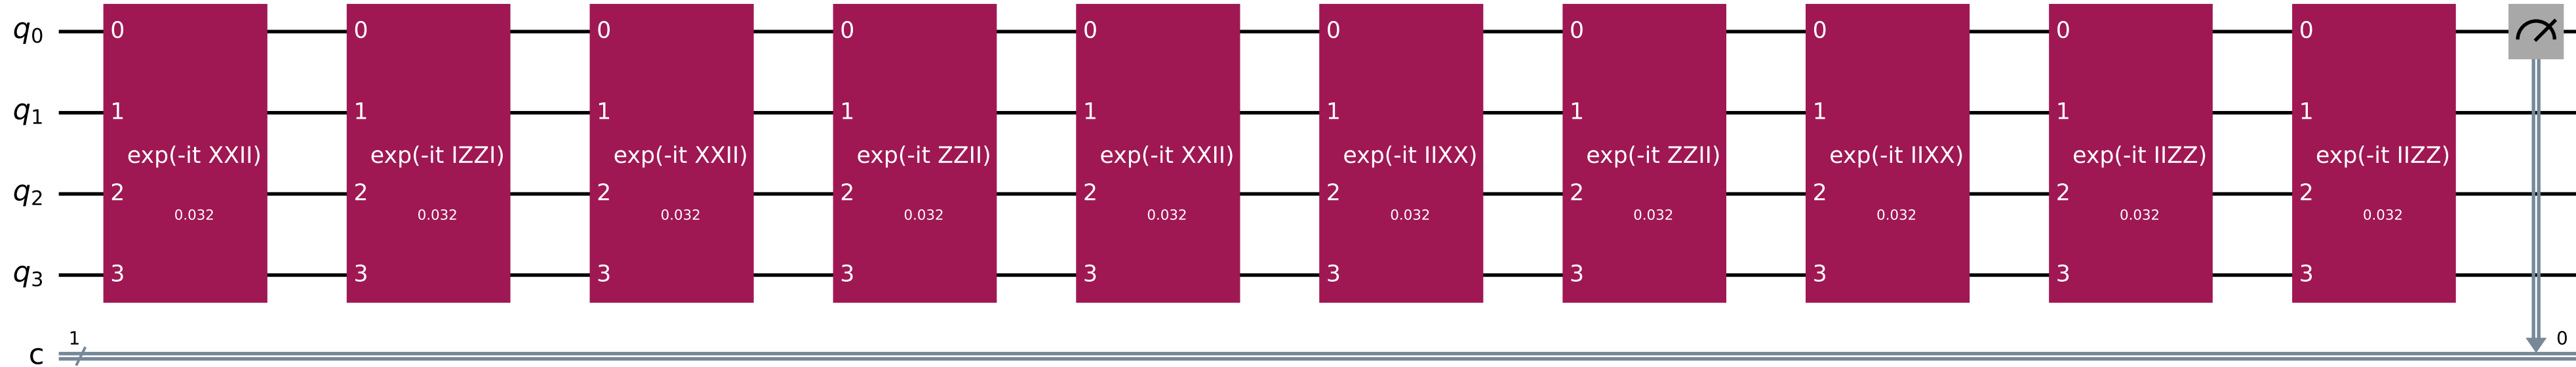 q0 0 0 0 0 0 0 0 0 0 0
q1 1 1 1 1 1 1 1 1 1 1
exp(-it XXII) exp(-it IZZI) exp(-it XXII) exp(-it ZZII) exp(-it XXII) exp(-it IIXX) exp(-it ZZII) exp(-it IIXX) exp(-it IIZZ) exp(-it IIZZ)
q2 2 2 2 2 2 2 2 2 2 2
0.032 0.032 0.032 0.032 0.032 0.032 0.032 0.032 0.032 0.032
q3 3 3 3 3 3 3 3 3 3 3
1 0
c